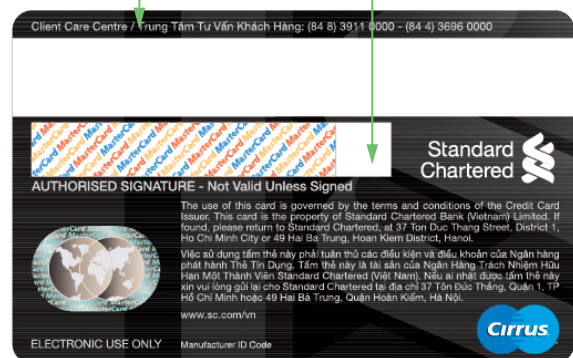 Client Care Centre / Trung Tâm Tư Vấn Khách Hàng: (84 8) 3911 0000 - (84 4) 3696 0000
Standard
Chartered
AUTHORISED SIGNATURE - Not Valid Unless Signed
The use of this card is governed by the terms and conditions of the Credit Card
Issuer. This card is the property of Standard Chartered Bank (Vietnam) Limited. If
found, please return to Standard Chartered, at 37 Ton Duc Thang Street, District 1,
Ho Chi Minh City or 49 Hai Ba Trung, Hoan Kiem District, Hanoi.
Việc sử dụng tấm thẻ này phải tuân thủ các điều kiện và điều khoản của Ngân hàng
phát hành Thẻ Tín Dụng. Tấm thẻ này là tài sản của Ngân Hàng Trách Nhiệm Hữu
Hạn Một Thành Viên Standard Chartered (Việt Nam). Nếu ai nhặt được tấm thẻ này
xin vui lòng gửi lại cho Standard Chartered tại địa chỉ 37 Tôn Đức Thắng, Quận 1, TP
Hồ Chí Minh hoặc 49 Hai Bà Trưng, Quận Hoàn Kiếm, Hà Nội.
www.sc.com/vn
Cirrus
ELECTRONIC USE ONLY
Manufacturer ID Code